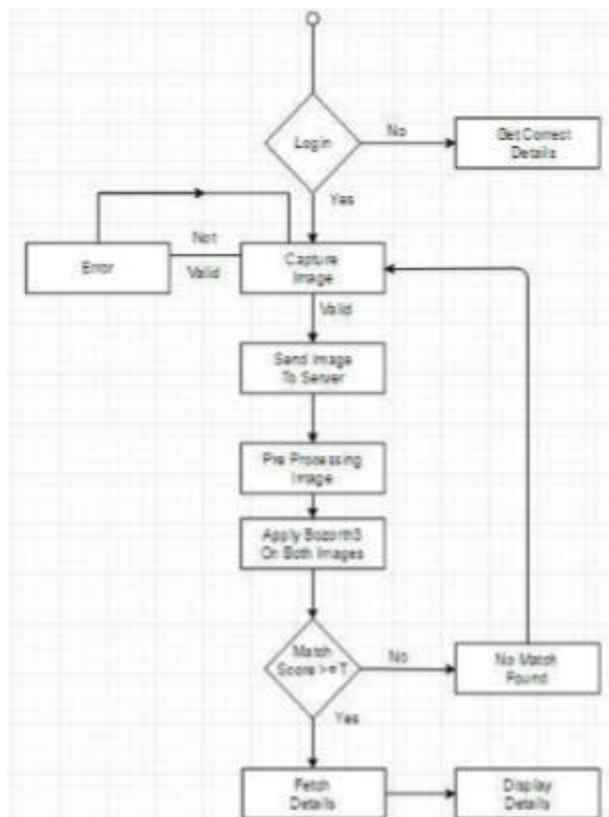 Login
No
Get Correct
Details
Yes
Error
Not
Valid
Capture
Image
Valid
Send Image
To Server
Pre Processing
Image
Apply Bozorth3
On Both Images
Match
Score >= T
No
No Match
Found
Yes
Fetch
Details
Display
Details